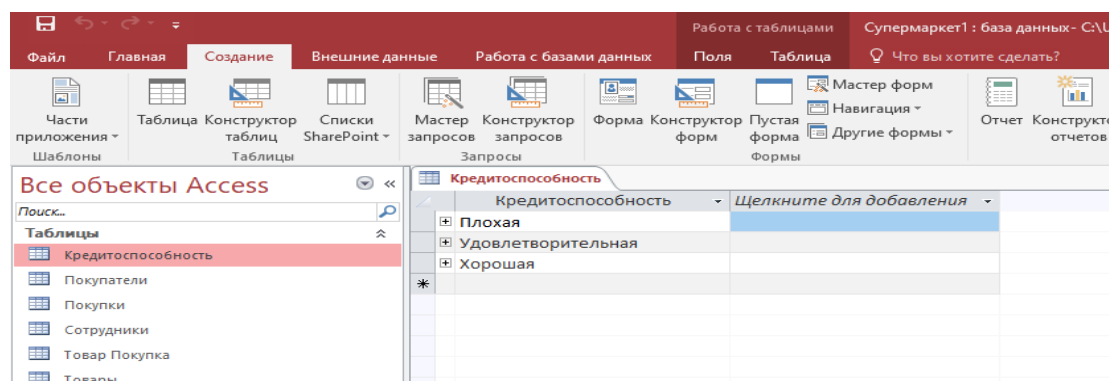 Работа с таблицами
Супермаркет1 : база данных- C:\U
Файл
Главная
Создание
Внешние данные
Работа с базами данных
Поля
Таблица
Что вы хотите сделать?
Части приложения
Таблица
Конструктор таблиц
Списки SharePoint
Мастер запросов
Конструктор запросов
Форма
Конструктор форм
Пустая форма
Мастер форм
Навигация
Другие формы
Отчет
Конструкто
отчетов
Шаблоны
Таблицы
Запросы
Формы
Все объекты Access
Поиск...
Таблицы
Кредитоспособность
Покупатели
Покупки
Сотрудники
Товар Покупка
Товары
Кредитоспособность
Кредитоспособность
Щелкните для добавления
Плохая
Удовлетворительная
Хорошая